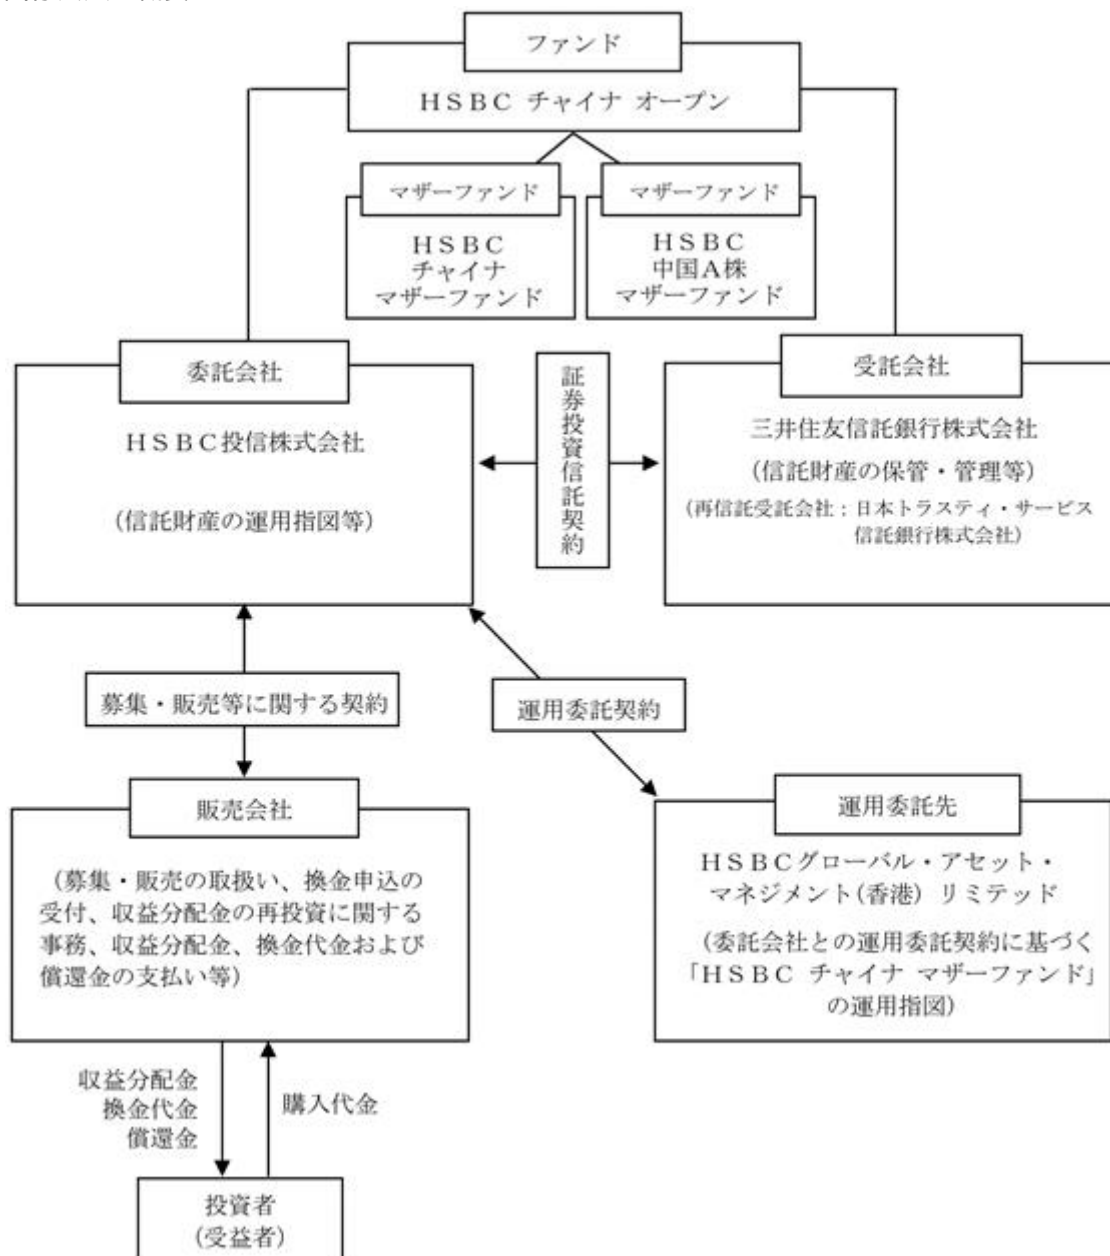 ファンド
HSBC チャイナ オープン
マザーファンド
HSBC
チャイナ
マザーファンド
マザーファンド
HSBC
中国A株
マザーファンド
委託会社
HSBC投信株式会社
(信託財産の運用指図等)
証券投資信託契約
受託会社
三井住友信託銀行株式会社
(信託財産の保管・管理等)
(再信託受託会社:日本トラスティ・サービス
信託銀行株式会社)
募集・販売等に関する契約
運用委託契約
販売会社
(募集・販売の取扱い、換金申込の
受付、収益分配金の再投資に関する
事務、収益分配金、換金代金および
償還金の支払い等)
運用委託先
HSBCグローバル・アセット・
マネジメント(香港) リミテッド
(委託会社との運用委託契約に基づく
「HSBC チャイナ マザーファンド」
の運用指図)
収益分配金
換金代金
償還金
購入代金
投資者
(受益者)